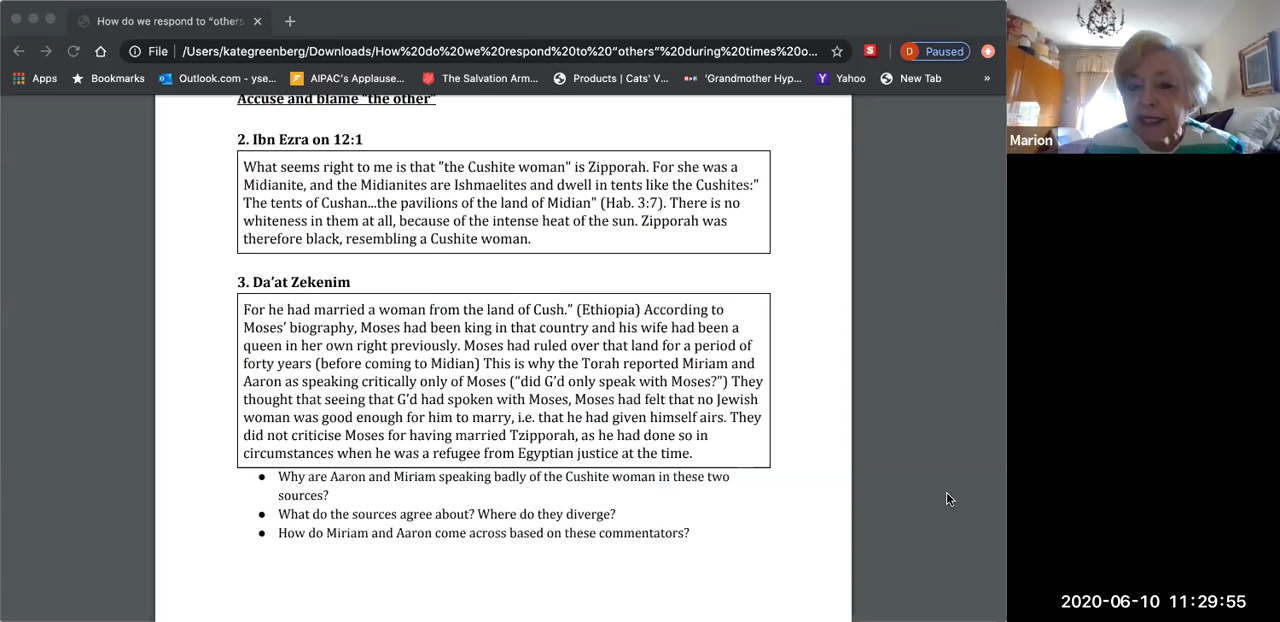 How do we respond to “others
File
/Users/kategreenberg/Downloads/How%20do%20we%20respond%20to%20“others”%20during%20times%20o...
S
D Paused
Apps
Bookmarks
Outlook.com - yse...
AIPAC's Applause...
The Salvation Arm...
Products | Cats' V...
'Grandmother Hyp...
Yahoo
New Tab
»
Accuse and blame "the other"
2. Ibn Ezra on 12:1
What seems right to me is that "the Cushite woman" is Zipporah. For she was a
Midianite, and the Midianites are Ishmaelites and dwell in tents like the Cushites:"
The tents of Cushan...the pavilions of the land of Midian" (Hab. 3:7). There is no
whiteness in them at all, because of the intense heat of the sun. Zipporah was
therefore black, resembling a Cushite woman.
3. Da’at Zekenim
For he had married a woman from the land of Cush.” (Ethiopia) According to
Moses’ biography, Moses had been king in that country and his wife had been a
queen in her own right previously. Moses had ruled over that land for a period of
forty years (before coming to Midian) This is why the Torah reported Miriam and
Aaron as speaking critically only of Moses (“did G’d only speak with Moses?”) They
thought that seeing that G’d had spoken with Moses, Moses had felt that no Jewish
woman was good enough for him to marry, i.e. that he had given himself airs. They
did not criticise Moses for having married Tzipporah, as he had done so in
circumstances when he was a refugee from Egyptian justice at the time.
● Why are Aaron and Miriam speaking badly of the Cushite woman in these two
sources?
● What do the sources agree about? Where do they diverge?
● How do Miriam and Aaron come across based on these commentators?
Marion
2020-06-10 11:29:55